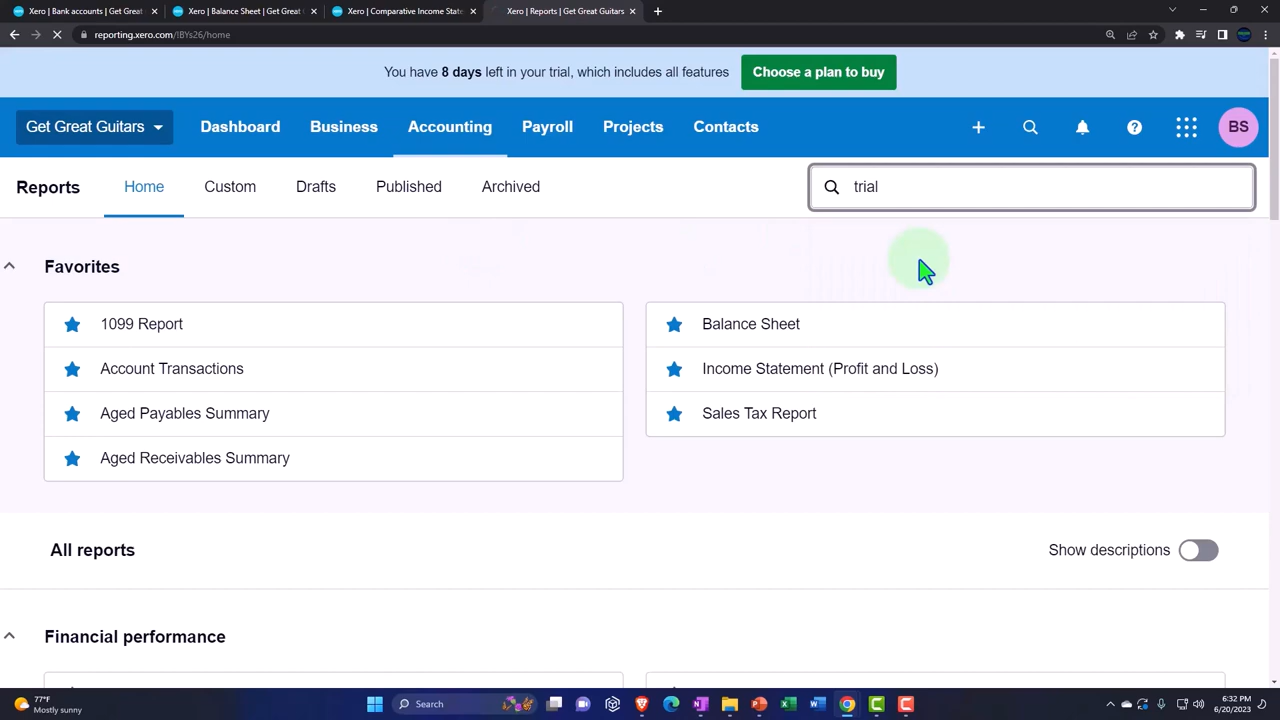 Xero | Bank accounts | Get Great
Xero | Balance Sheet | Get Great
Xero | Comparative Income State
Xero | Reports | Get Great Guitars
reporting.xero.com/!BYs26/home
You have 8 days left in your trial, which includes all features
Choose a plan to buy
Get Great Guitars
Dashboard
Business
Accounting
Payroll
Projects
Contacts
BS
Reports
Home
Custom
Drafts
Published
Archived
trial
Favorites
1099 Report
Balance Sheet
Account Transactions
Income Statement (Profit and Loss)
Aged Payables Summary
Sales Tax Report
Aged Receivables Summary
All reports
Show descriptions
Financial performance
77°F
Mostly sunny
Search
6:32 PM
6/20/2023